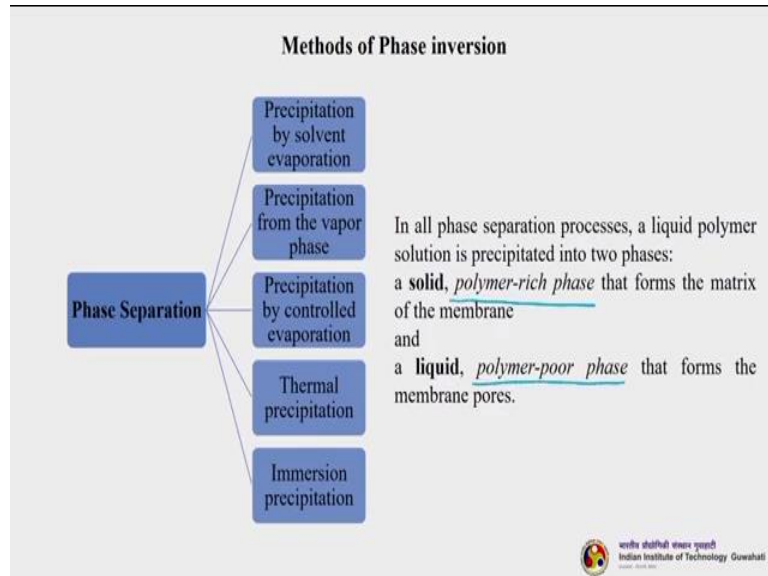 Methods of Phase inversion
Precipitation
by solvent
evaporation
Precipitation
from the vapor
phase
Precipitation
by controlled
evaporation
Thermal
precipitation
Immersion
precipitation
Phase Separation
In all phase separation processes, a liquid polymer
solution is precipitated into two phases:
a solid, polymer-rich phase that forms the matrix
of the membrane
and
a liquid, polymer-poor phase that forms the
membrane pores.
भारतीय प्रौद्योगिकी संस्थान गुवाहाटी
Indian Institute of Technology Guwahati